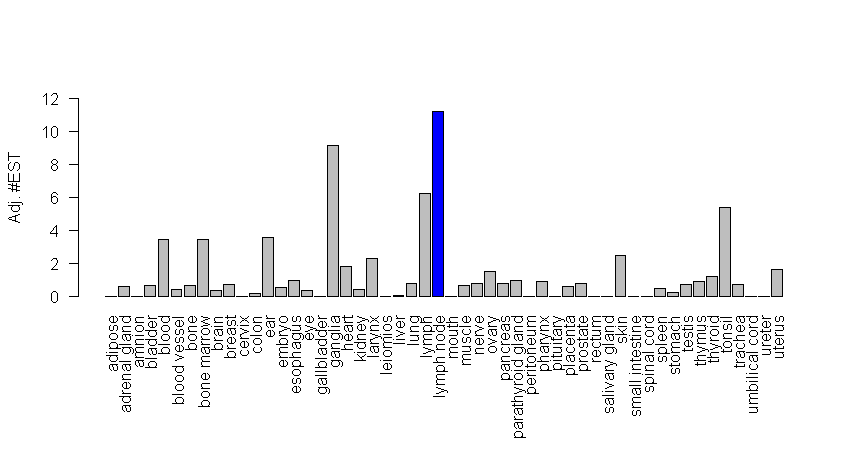 12
10
8
6
4
2
0
Adj. #EST
adipose
adrenal gland
amnion
bladder
blood
blood vessel
bone
bone marrow
brain
breast
cervix
colon
ear
embryo
esophagus
eye
gallbladder
ganglia
heart
kidney
larynx
leiomios
liver
lung
lymph
lymph node
mouth
muscle
nerve
ovary
pancreas
parathyroid gland
peritoneum
pharynx
pituitary
placenta
prostate
rectum
salivary gland
skin
small intestine
spinal cord
spleen
stomach
testis
thymus
thyroid
tonsil
trachea
umbilical cord
ureter
uterus